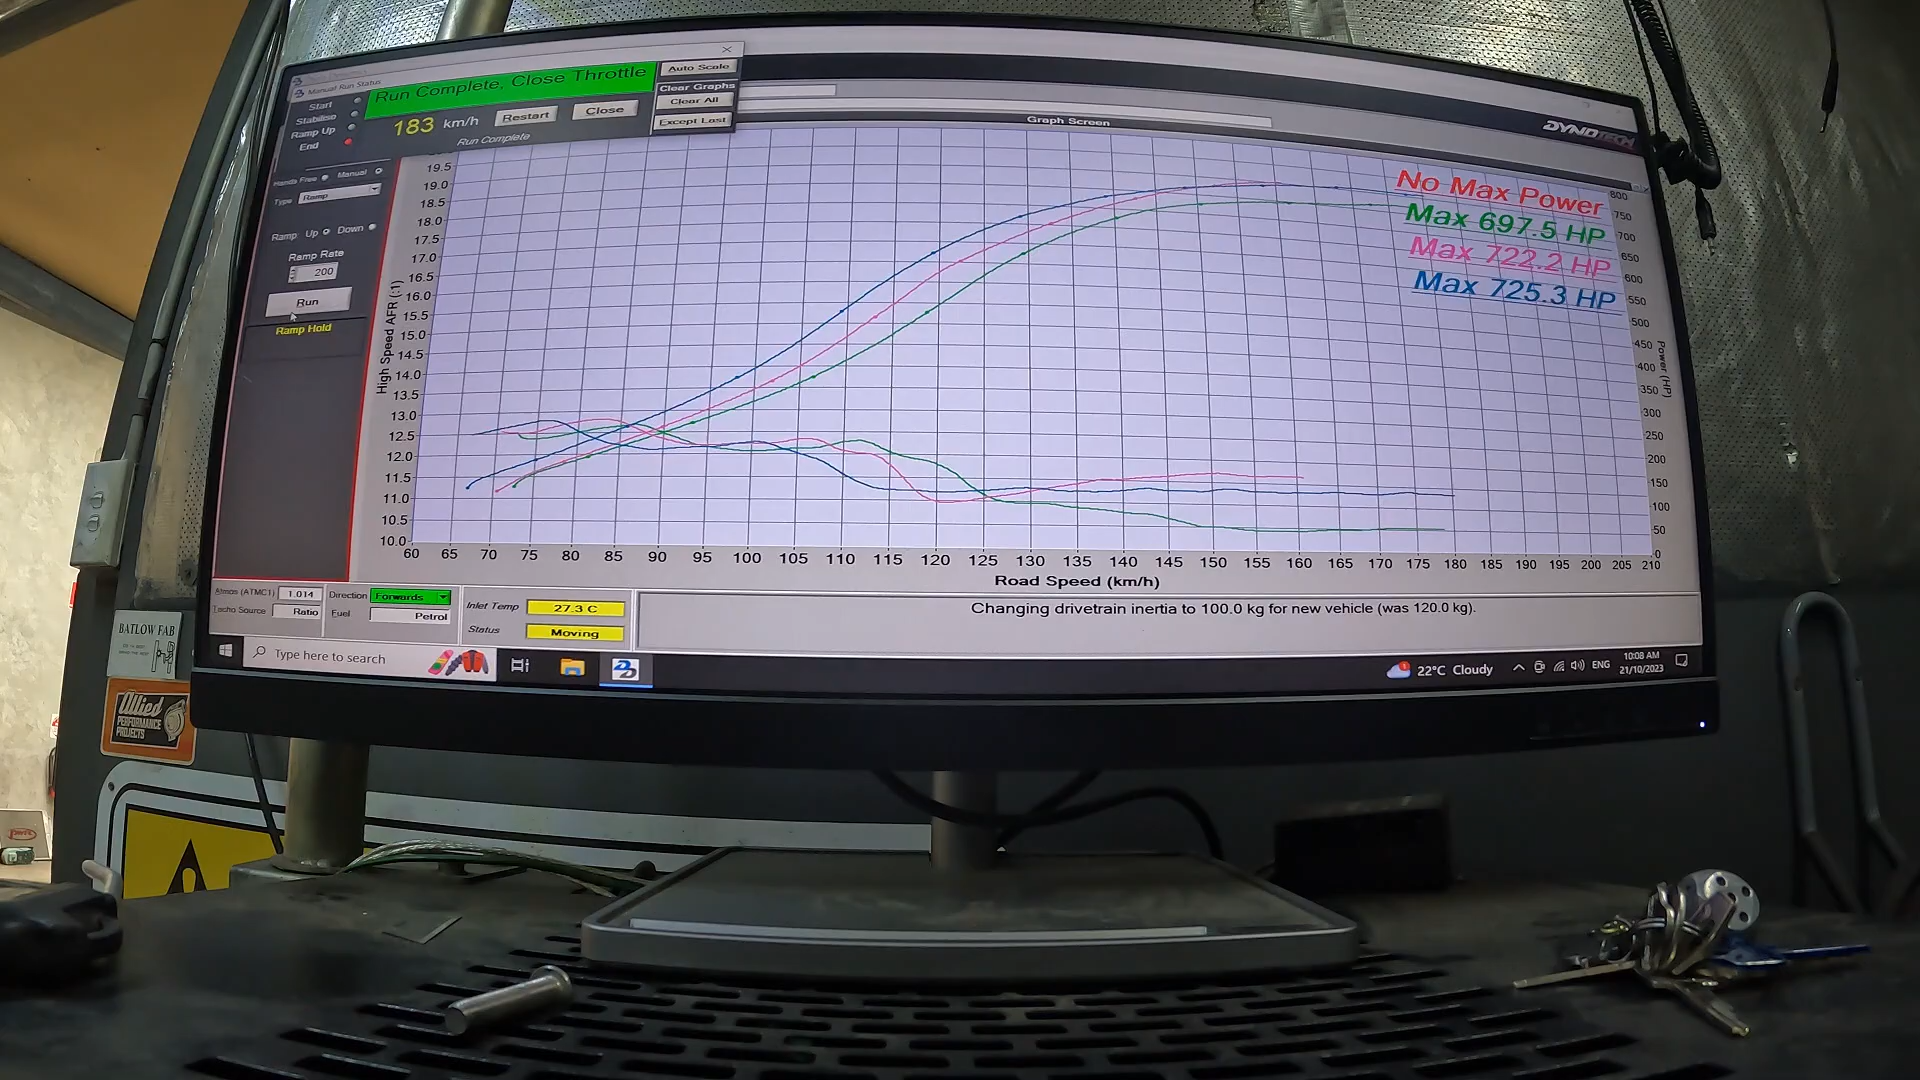 Manual Run Status
Start
Stabilise
Ramp Up
End
Run Complete, Close Throttle
183 km/h
Restart
Close
Run Complete
Auto Scale
Clear Graphs
Clear All
Except Last
Graph Screen
DYNOTECH
Hands Free
Manual
Type
Ramp
Ramp:
Up
Down
Ramp Rate
200
Run
Ramp Hold
High Speed AFR (:1)
19.5
19.0
18.5
18.0
17.5
17.0
16.5
16.0
15.5
15.0
14.5
14.0
13.5
13.0
12.5
12.0
11.5
11.0
10.5
10.0
No Max Power
Max 697.5 HP
Max 722.2 HP
Max 725.3 HP
800
750
700
650
600
550
500
450
400
350
300
250
200
150
100
50
0
Power (HP)
60 65 70 75 80 85 90 95 100 105 110 115 120 125 130 135 140 145 150 155 160 165 170 175 180 185 190 195 200 205 210
Road Speed (km/h)
Atmos (ATMC1) 1.014
Tacho Source Ratio
Direction Forwards
Fuel Petrol
Inlet Temp 27.3 C
Status Moving
Changing drivetrain inertia to 100.0 kg for new vehicle (was 120.0 kg).
Type here to search
22°C Cloudy
ENG
10:08 AM
21/10/2023
BATLOW FAB
Allied
PERFORMANCE
PROJECTS